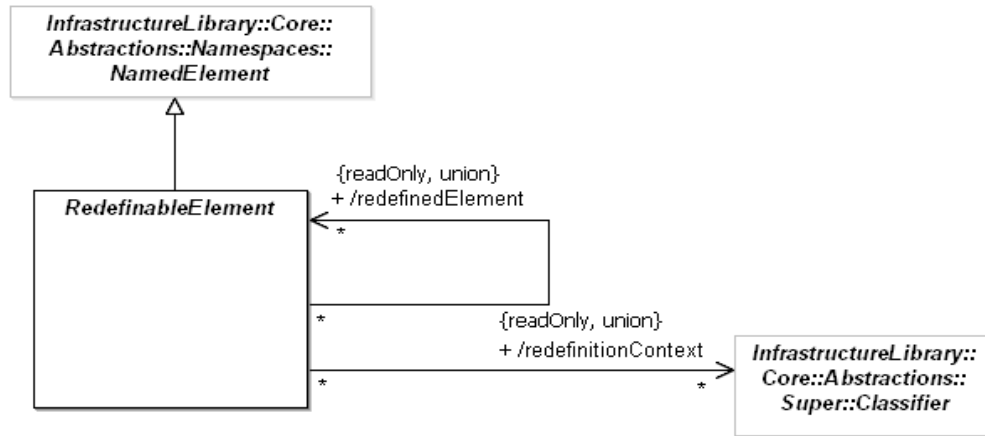 InfrastructureLibrary::Core::
Abstractions::Namespaces::
NamedElement
{readOnly, union}
+ /redefinedElement
RedefinableElement
*
*
{readOnly, union}
+ /redefinitionContext
*
*
InfrastructureLibrary::
Core::Abstractions::
Super::Classifier